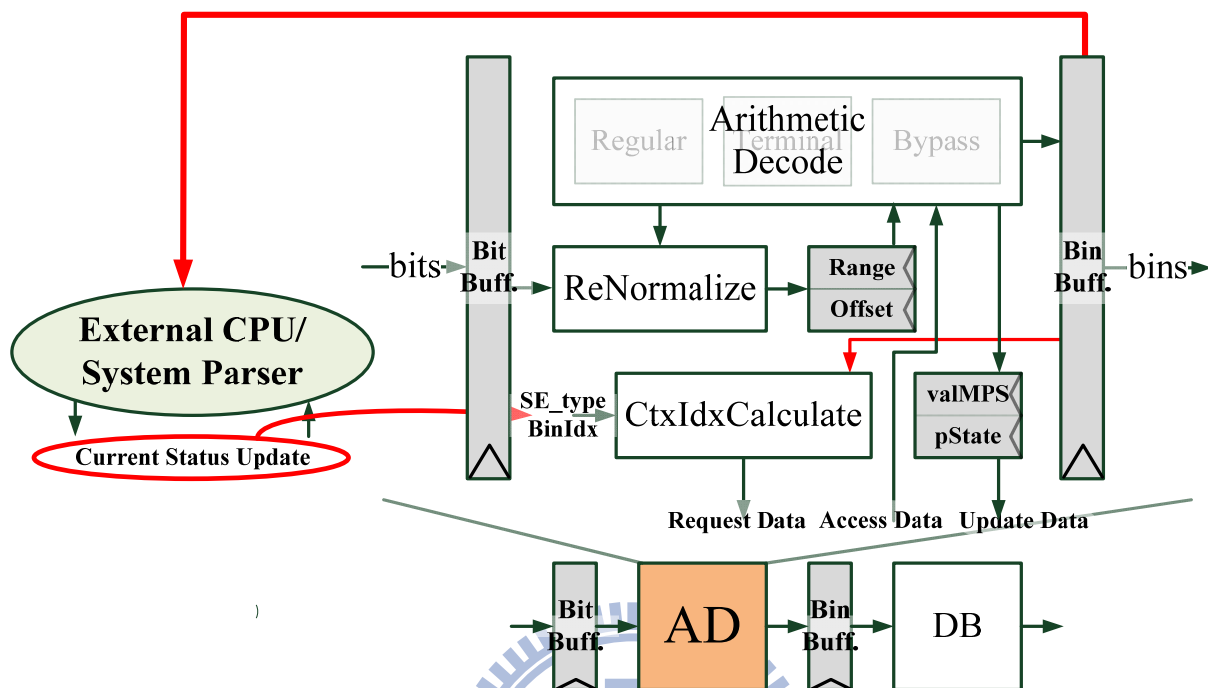 Regular
Terminal
Bypass
Arithmetic
Decode
bits
Bit
Buff.
ReNormalize
Range
Offset
Bin
Buff.
bins
External CPU/
System Parser
Current Status Update
SE_type
BinIdx
CtxIdxCalculate
valMPS
pState
Request Data
Access Data
Update Data
)
Bit
Buff.
AD
Bin
Buff.
DB